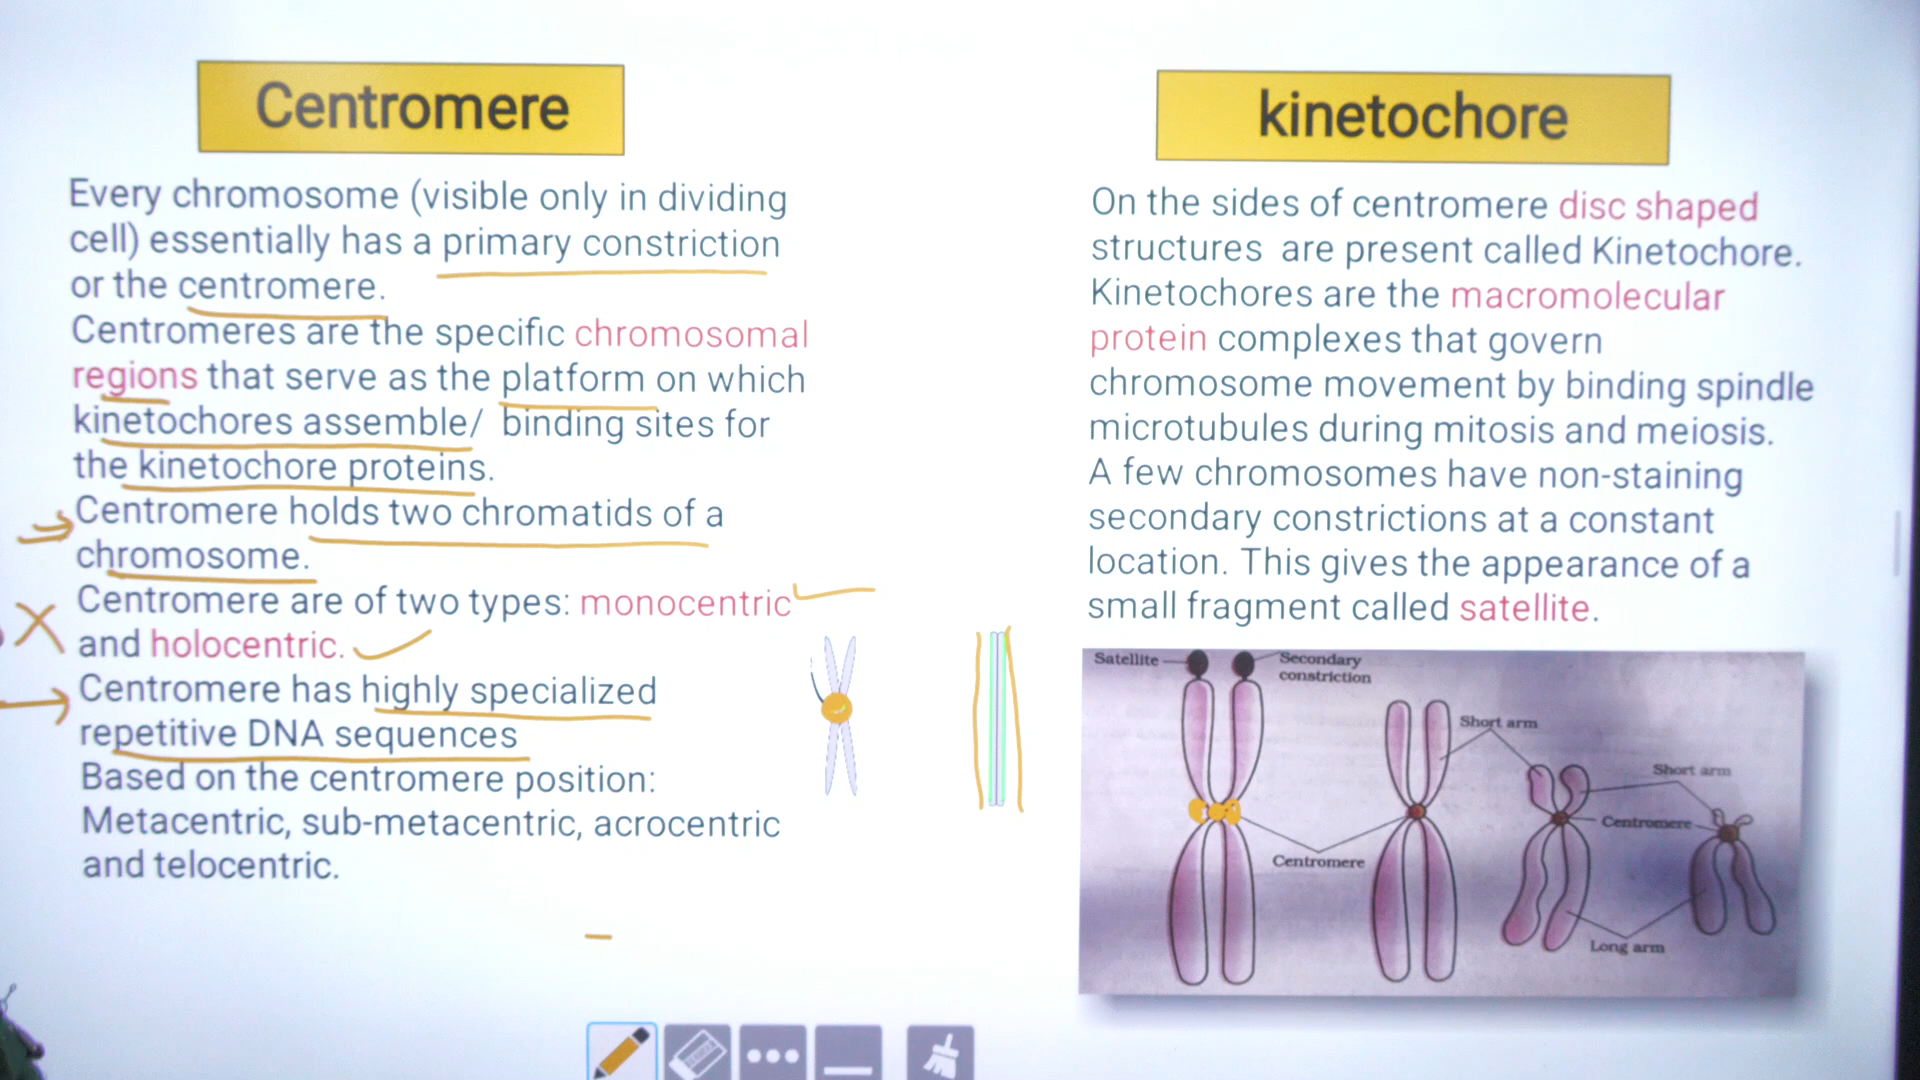 Centromere
Every chromosome (visible only in dividing
cell) essentially has a primary constriction
or the centromere.
Centromeres are the specific chromosomal
regions that serve as the platform on which
kinetochores assemble/ binding sites for
the kinetochore proteins.
Centromere holds two chromatids of a
chromosome.
Centromere are of two types: monocentric
and holocentric.
Centromere has highly specialized
repetitive DNA sequences
Based on the centromere position:
Metacentric, sub-metacentric, acrocentric
and telocentric.
kinetochore
On the sides of centromere disc shaped
structures are present called Kinetochore.
Kinetochores are the macromolecular
protein complexes that govern
chromosome movement by binding spindle
microtubules during mitosis and meiosis.
A few chromosomes have non-staining
secondary constrictions at a constant
location. This gives the appearance of a
small fragment called satellite.
Satellite
Secondary
constriction
Short arm
Short arm
Centromere
Centromere
Long arm